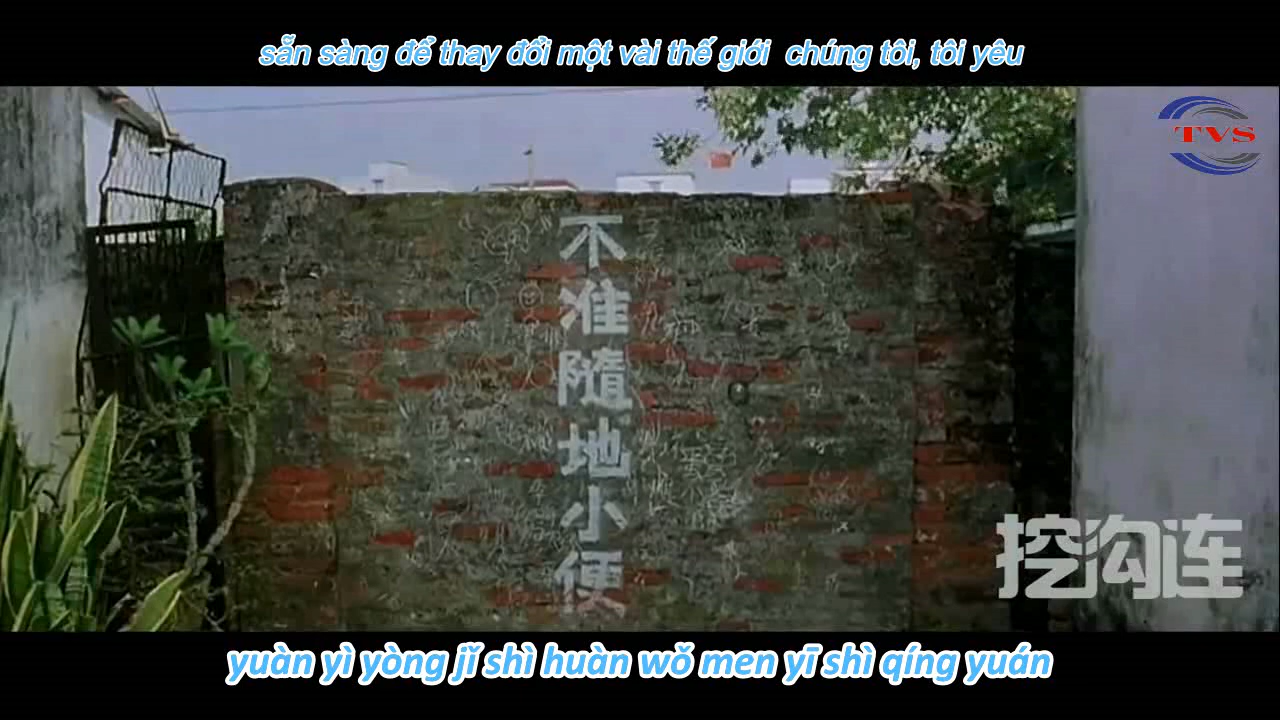 sẵn sàng để thay đổi một vài thế giới chúng tôi, tôi yêu
TVS
不准隨地小便
挖沟连
yuàn yì yòng jǐ shì huàn wǒ men yī shì qíng yuán